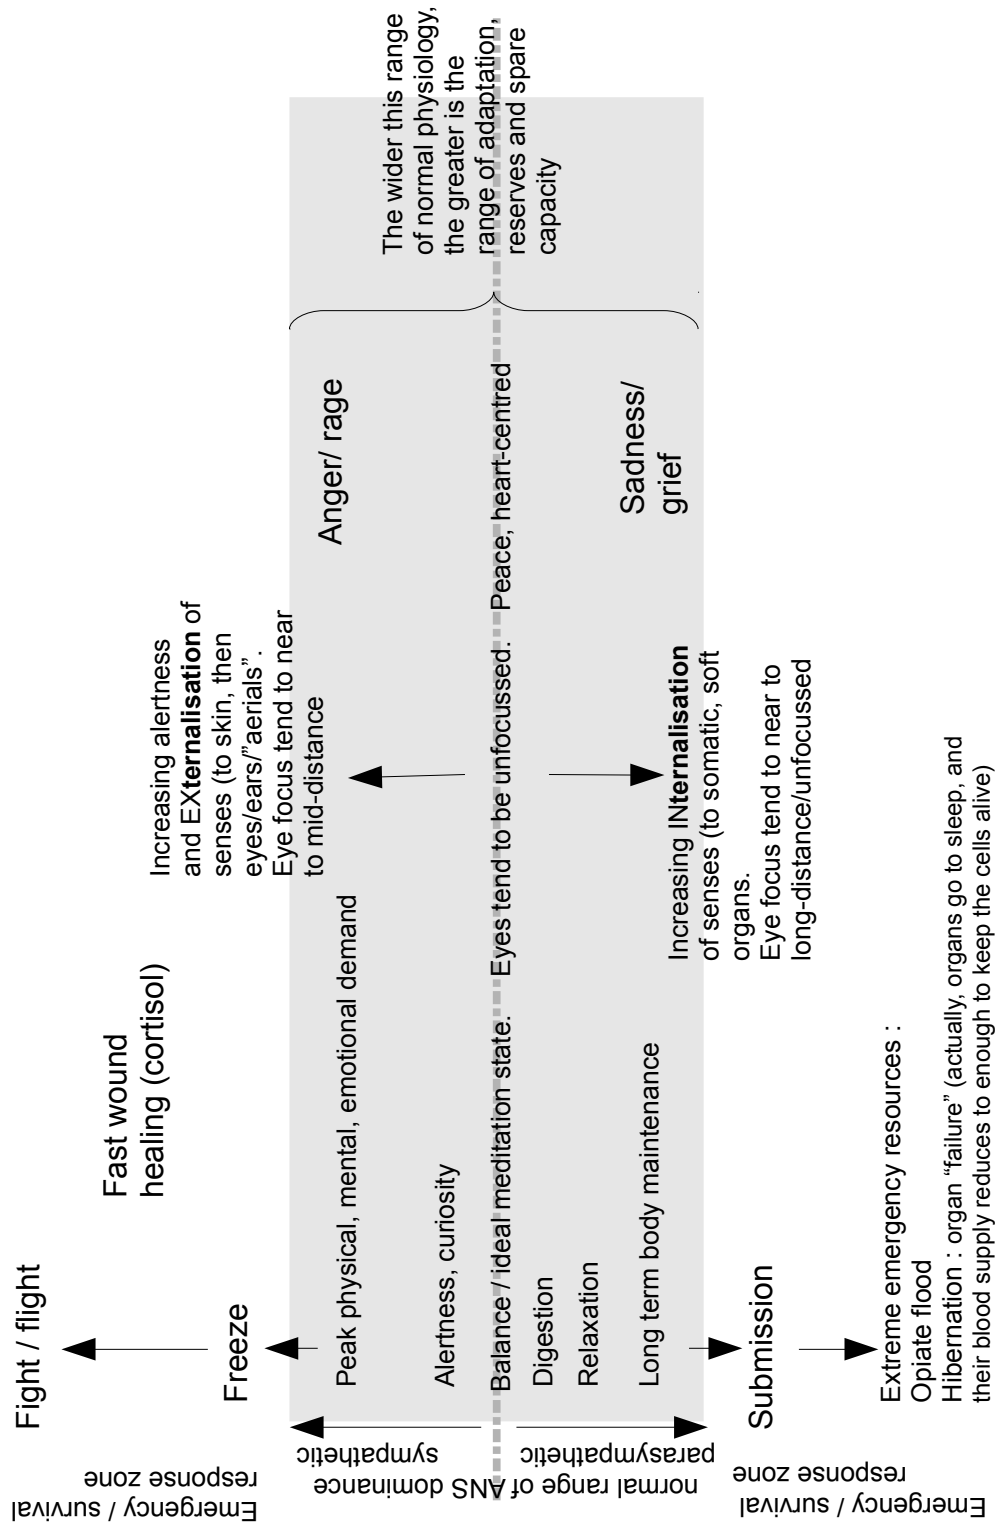 Fight / flight
Freeze
Fast wound
healing (cortisol)
Increasing alertness
and EXternalisation of
senses (to skin, then
eyes/ears/”aerials”.
Eye focus tend to near
to mid-distance
Emergency / survival
response zone
normal range of ANS dominance
sympathetic
parasympathetic
Peak physical, mental, emotional demand
Anger/ rage
Alertness, curiosity
Balance / ideal meditation state. Eyes tend to be unfocussed. Peace, heart-centred
Digestion
Relaxation
Long term body maintenance
The wider this range
of normal physiology,
the greater is the
range of adaptation,
reserves and spare
capacity
Sadness/
grief
Increasing INternalisation
of senses (to somatic, soft
organs.
Eye focus tend to near to
long-distance/unfocussed
Submission
Emergency / survival
response zone
Extreme emergency resources :
Opiate flood
Hibernation : organ “failure” (actually, organs go to sleep, and
their blood supply reduces to enough to keep the cells alive)